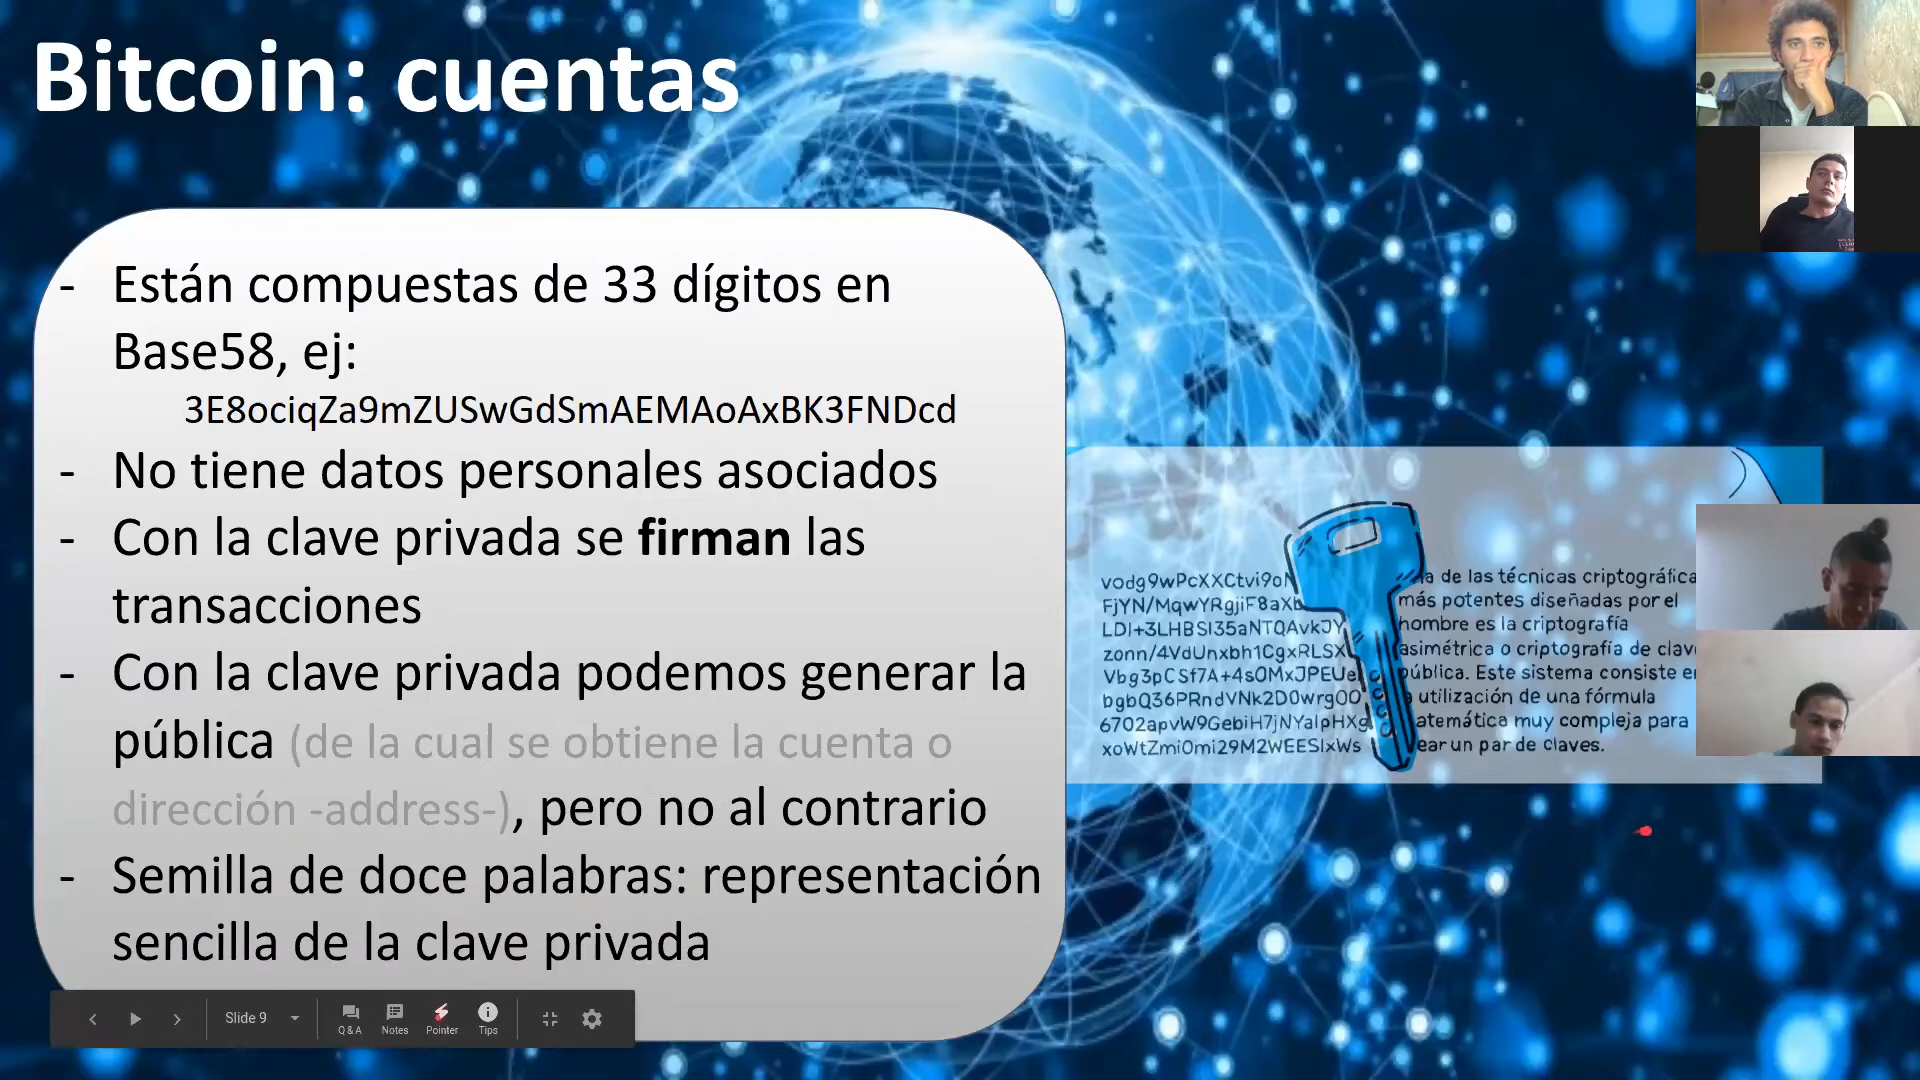 Bitcoin: cuentas
- Están compuestas de 33 dígitos en
Base58, ej:
3E8ociqZa9mZUSwGdSmAEMAoAxBK3FNDcd
- No tiene datos personales asociados
- Con la clave privada se firman las
transacciones
- Con la clave privada podemos generar la
pública (de la cual se obtiene la cuenta o
dirección -address-), pero no al contrario
- Semilla de doce palabras: representación
sencilla de la clave privada
vodg9wPcXXCtvi9o
FjYN/MqwYRgjiF8aX
LDI+3LHBSI35aNTQAvkJY
zonn/4VdUnxbh1CgxRLSX
Vbg3pCSf7A+4sOMxJPEUe
bgbQ36PRndVNk2D0wrgOO
6702apvW9GebiH7jNYalpHXg
xoWtZmiOmi29M2WEESIxWs
a de las técnicas criptográfica
más potentes diseñadas por el
hombre es la criptografía
asimétrica o criptografía de clav
pública. Este sistema consiste e
utilización de una fórmula
atemática muy compleja para
ear un par de claves.
Slide 9
Q & A
Notes
Pointer
Tips